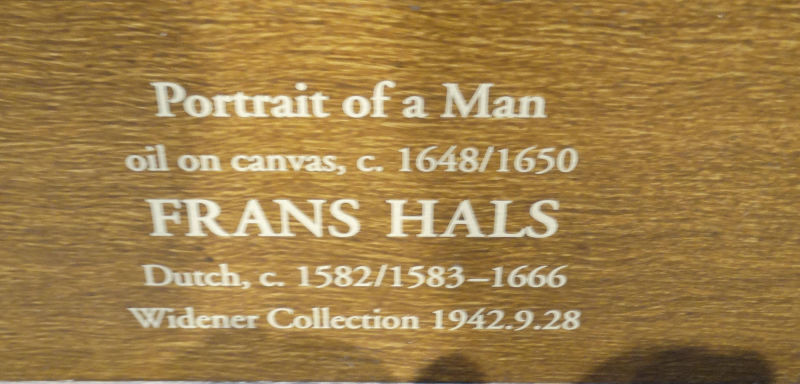 Portrait of a Man
oil on canvas, c. 1648/1650
FRANS HALS
Dutch, c. 1582/1583–1666
Widener Collection 1942.9.28